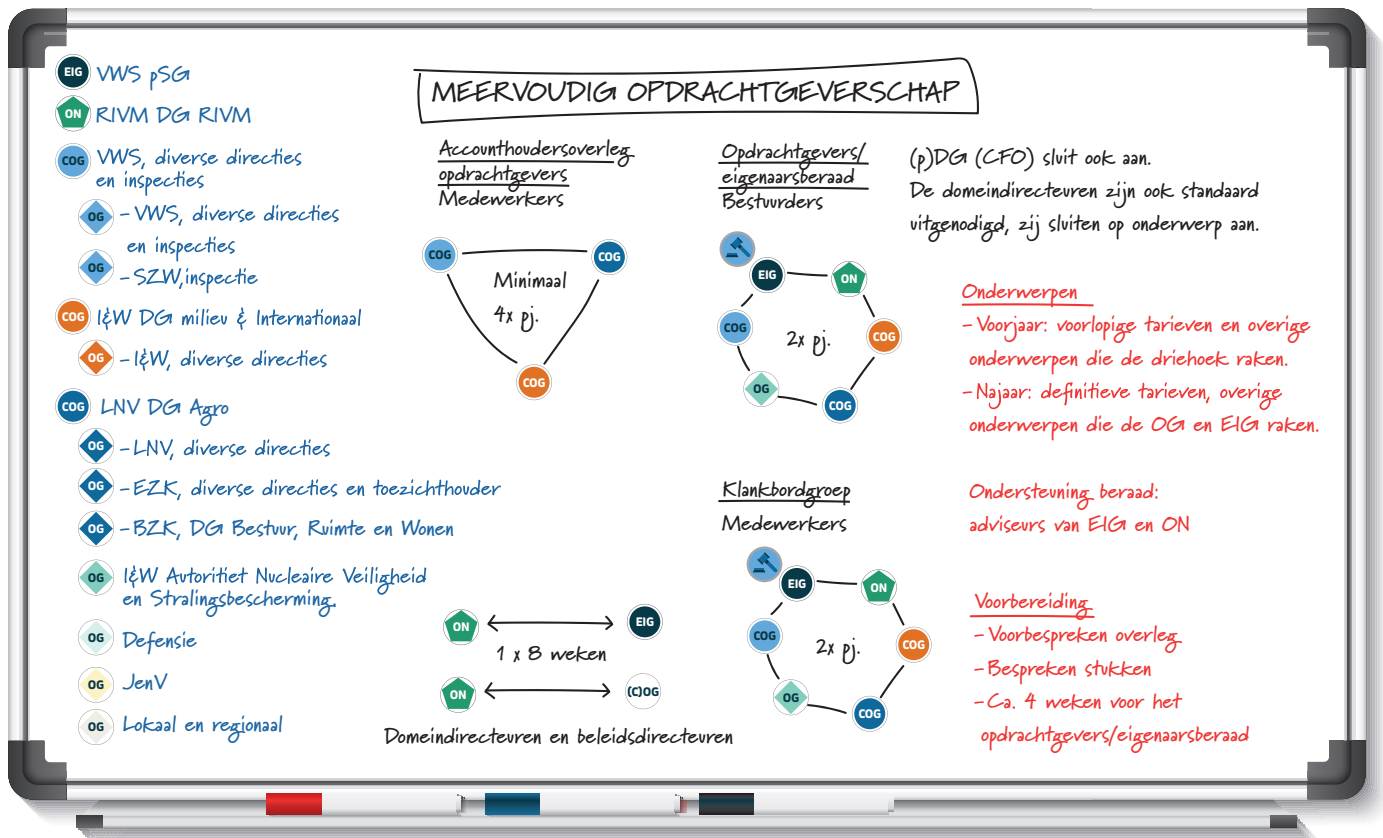 MEERVOUDIG OPDRACHTGEVERSCHAP
EIG VWS pSG
ON RIVM DG RIVM
COG VWS, diverse directies
en inspecties
OG - VWS, diverse directies
en inspecties
OG - SZW,inspectie
COG I&W DG milieu & Internationaal
OG - I&W, diverse directies
COG LNV DG Agro
OG - LNV, diverse directies
OG - EZK, diverse directies en toezichthouder
OG - BZK, DG Bestuur, Ruimte en Wonen
OG I&W Autoritiet Nucleaire Veiligheid
en Stralingsbescherming.
OG Defensie
OG JenV
OG Lokaal en regionaal
Accounthoudersoverleg
opdrachtgevers
Medewerkers
COG COG
Minimaal
4x pj.
COG
ON EIG
1 x 8 weken
ON (C)OG
Domeindirecteuren en beleidsdirecteuren
Opdrachtgevers/
eigenaarsberaad
Bestuurders
EIG ON
COG 2x pj. COG
OG COG
Klankbordgroep
Medewerkers
EIG ON
COG 2x pj. COG
OG COG
(p)DG (CFO) sluit ook aan.
De domeindirecteuren zijn ook standaard
uitgenodigd, zij sluiten op onderwerp aan.
Onderwerpen
- Voorjaar: voorlopige tarieven en overige
onderwerpen die de driehoek raken.
- Najaar: definitieve tarieven, overige
onderwerpen die de OG en EIG raken.
Ondersteuning beraad:
adviseurs van EIG en ON
Voorbereiding
- Voorbespreken overleg
- Bespreken stukken
- Ca. 4 weken voor het
opdrachtgevers/eigenaarsberaad